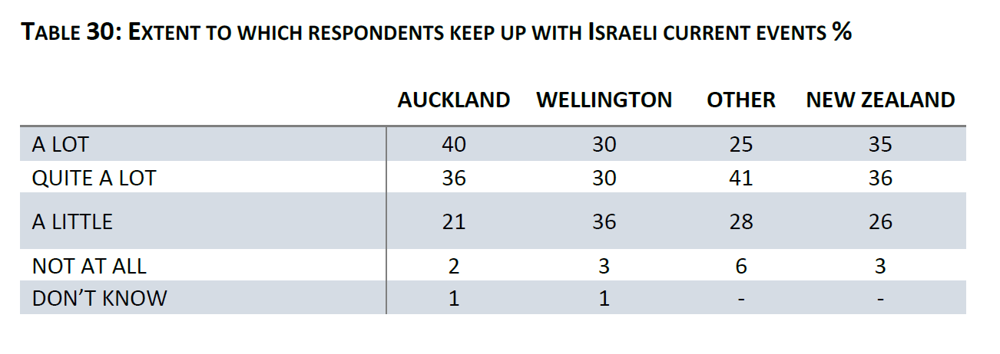 TABLE 30: EXTENT TO WHICH RESPONDENTS KEEP UP WITH ISRAELI CURRENT EVENTS %
AUCKLAND WELLINGTON OTHER NEW ZEALAND
A LOT 40 30 25 35
QUITE A LOT 36 30 41 36
A LITTLE 21 36 28 26
NOT AT ALL 2 3 6 3
DON’T KNOW 1 1 - -